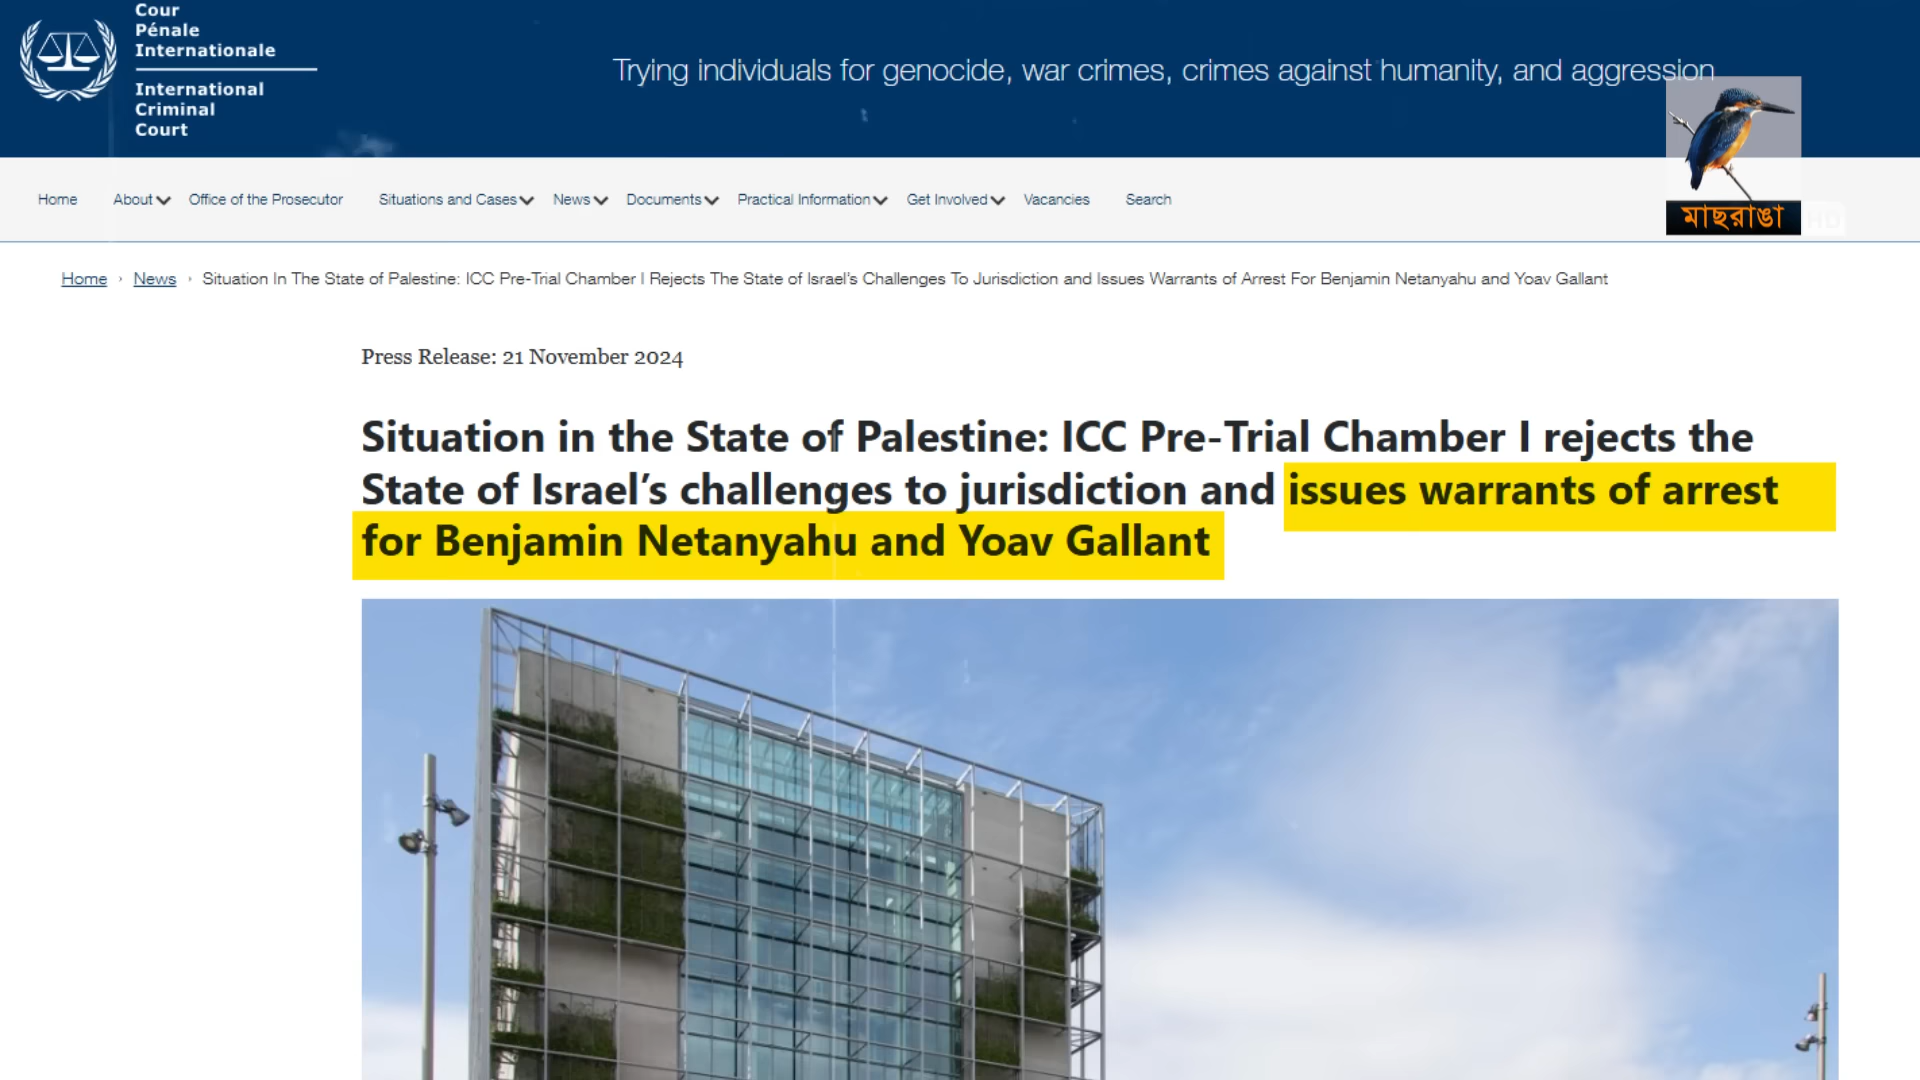 Cour
Pénale
Internationale
International
Criminal
Court
Trying individuals for genocide, war crimes, crimes against humanity, and aggression
মাছরাঙা
HD
Home About Office of the Prosecutor Situations and Cases News Documents Practical Information Get Involved Vacancies Search
Home › News › Situation In The State of Palestine: ICC Pre-Trial Chamber I Rejects The State of Israel's Challenges To Jurisdiction and Issues Warrants of Arrest For Benjamin Netanyahu and Yoav Gallant
Press Release: 21 November 2024
Situation in the State of Palestine: ICC Pre-Trial Chamber I rejects the
State of Israel’s challenges to jurisdiction and issues warrants of arrest
for Benjamin Netanyahu and Yoav Gallant